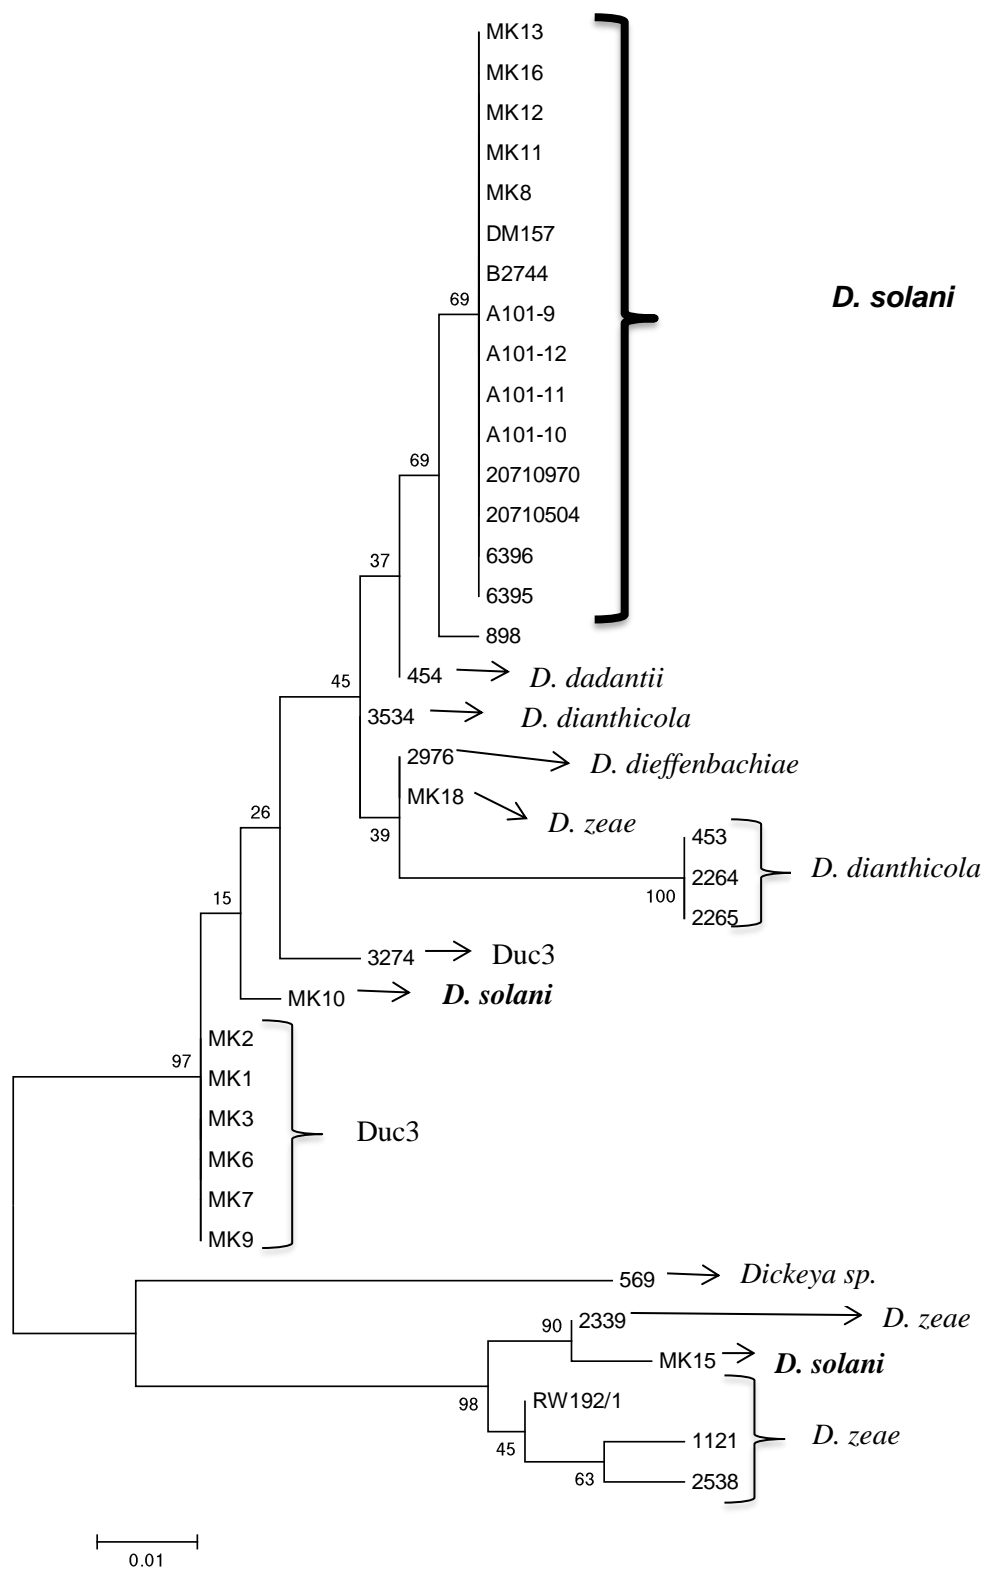 MK13
MK16
MK12
MK11
MK8
DM157
B2744
D. solani
69
A101-9
A101-12
A101-11
A101-10
69
20710970
20710504
6396
37
6395
898
454
D. dadantii
45
3534
D. dianthicola
2976
D. dieffenbachiae
MK18
D. zeae
26
39
453
2264
D. dianthicola
100
2265
15
3274
Duc3
MK10
D. solani
MK2
97
MK1
MK3
Duc3
MK6
MK7
MK9
569
Dickeya sp.
90
2339
D. zeae
MK15
D. solani
98
RW192/1
45
1121
D. zeae
63
2538
0.01